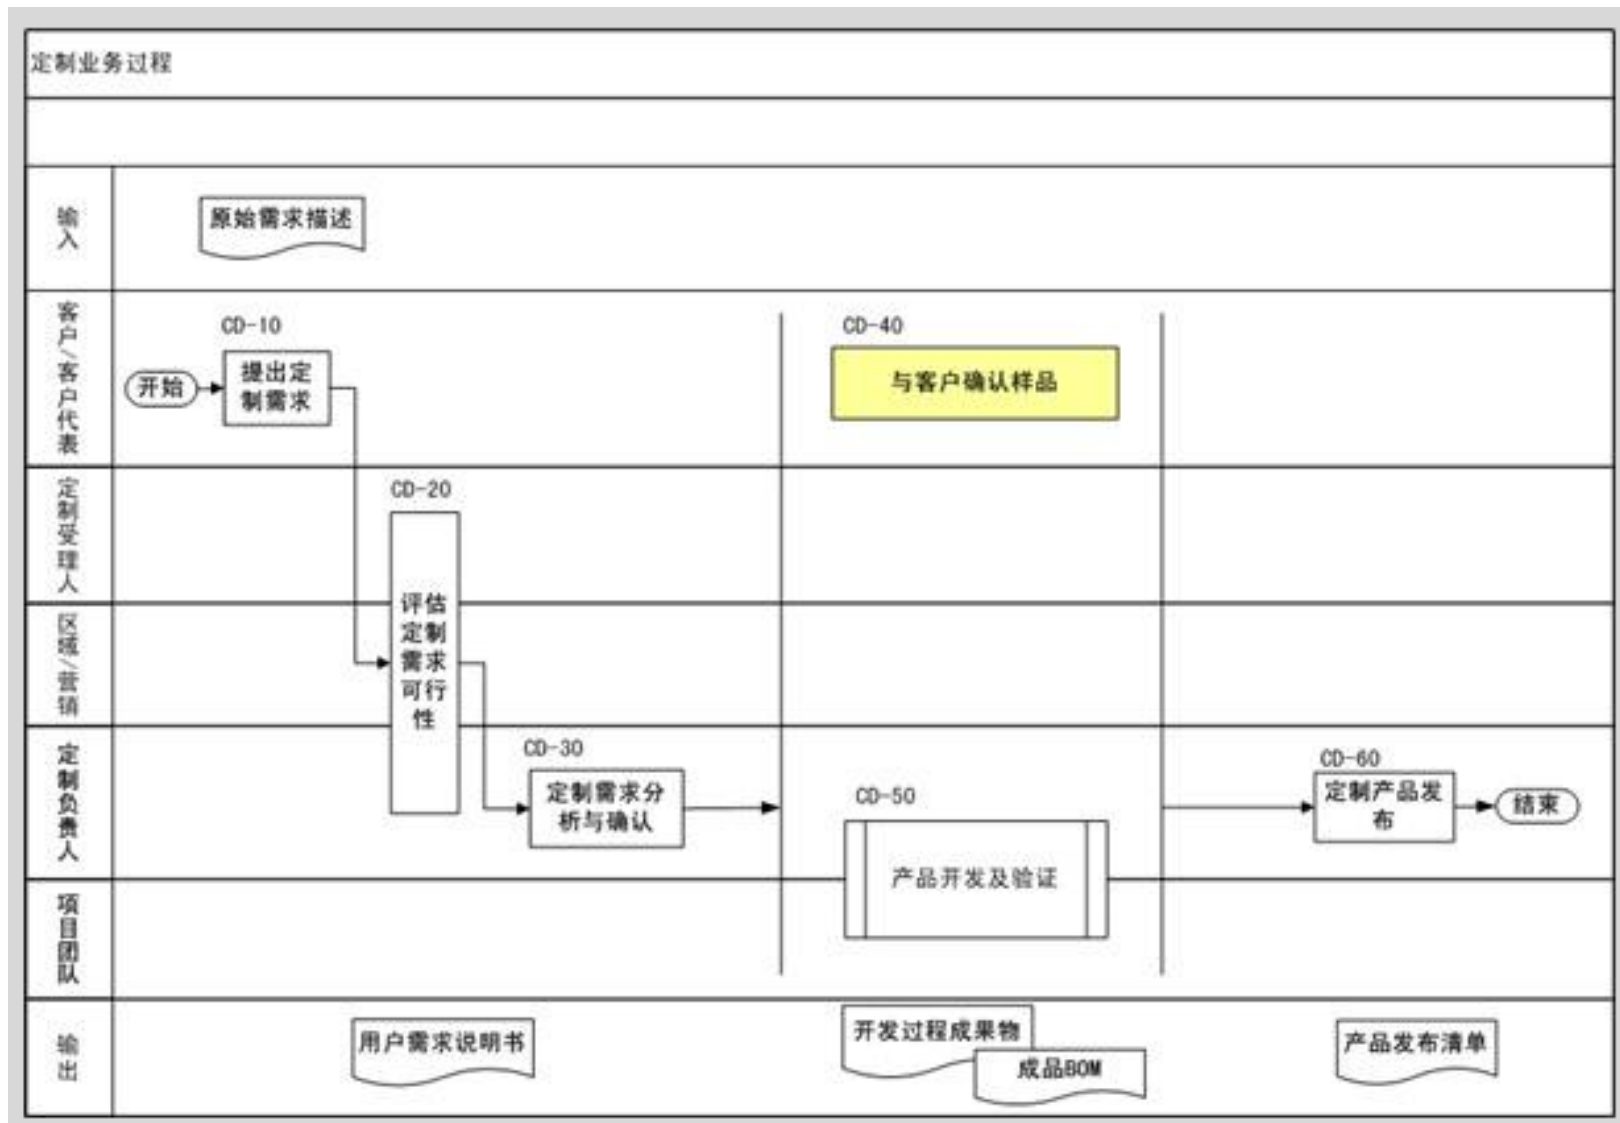 定制业务过程
输
入
原始需求描述
客户/客户代表
CD-10
开始
提出定
制需求
CD-40
与客户确认样品
定制受理人
CD-20
评估
定制
需求
可行
性
区域/营销
定制负责人
CD-30
定制需求分
析与确认
CD-50
产品开发及验证
CD-60
定制产品发
布
结束
项目团队
输
出
用户需求说明书
开发过程成果物
成品BOM
产品发布清单